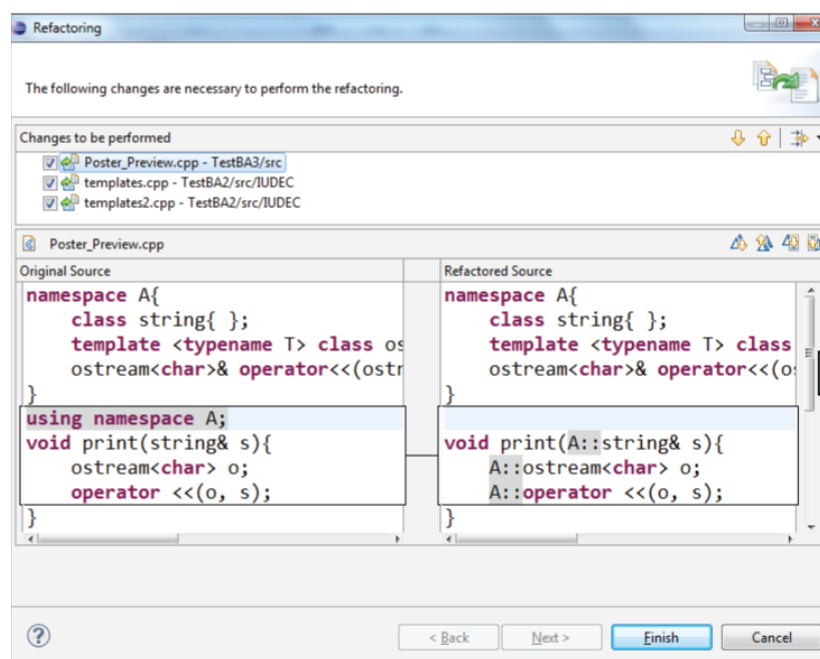 Refactoring
The following changes are necessary to perform the refactoring.
Changes to be performed
Poster_Preview.cpp - TestBA3/src
templates.cpp - TestBA2/src/IUDEC
templates2.cpp - TestBA2/src/IUDEC
Poster_Preview.cpp
Original Source
namespace A{
class string{ };
template <typename T> class os
ostream<char>& operator<<(ostr
}
using namespace A;
void print(string& s){
ostream<char> o;
operator <<(o, s);
}
Refactored Source
namespace A{
class string{ };
template <typename T> class
ostream<char>& operator<<(o
}
void print(A::string& s){
A::ostream<char> o;
A::operator <<(o, s);
}
< Back Next > Finish Cancel